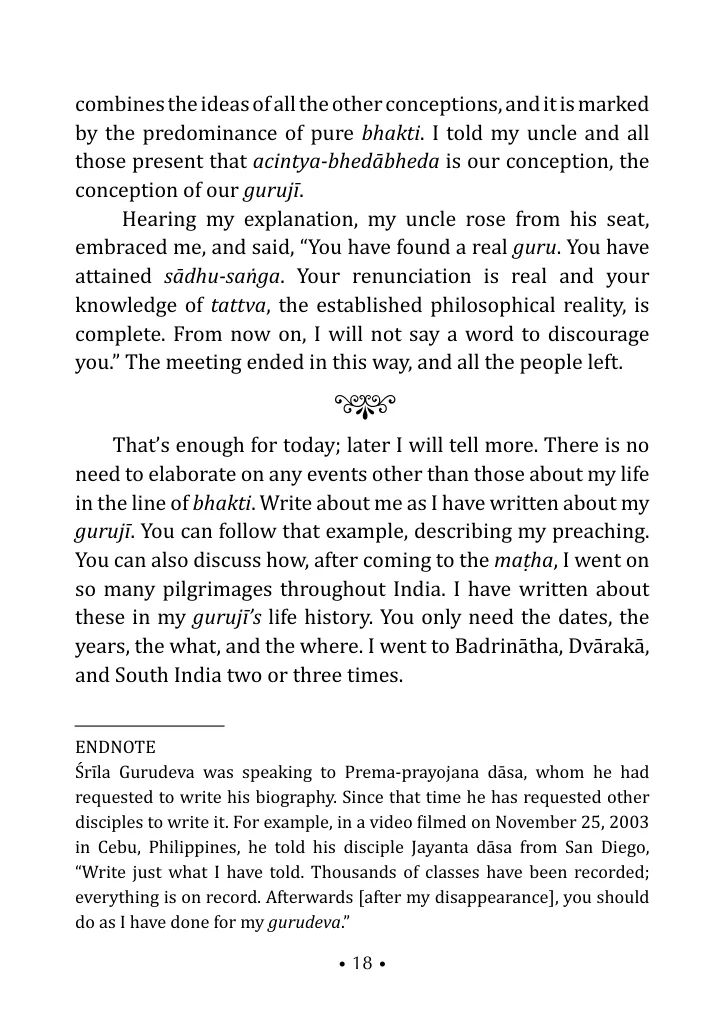 combines the ideas of all the other conceptions, and it is marked
by the predominance of pure bhakti. I told my uncle and all
those present that acintya-bhedābheda is our conception, the
conception of our gurujī.
Hearing my explanation, my uncle rose from his seat,
embraced me, and said, “You have found a real guru. You have
attained sādhu-saṅga. Your renunciation is real and your
knowledge of tattva, the established philosophical reality, is
complete. From now on, I will not say a word to discourage
you.” The meeting ended in this way, and all the people left.
That’s enough for today; later I will tell more. There is no
need to elaborate on any events other than those about my life
in the line of bhakti. Write about me as I have written about my
gurujī. You can follow that example, describing my preaching.
You can also discuss how, after coming to the maṭha, I went on
so many pilgrimages throughout India. I have written about
these in my gurujī’s life history. You only need the dates, the
years, the what, and the where. I went to Badrinātha, Dvārakā,
and South India two or three times.
ENDNOTE
Śrīla Gurudeva was speaking to Prema-prayojana dāsa, whom he had
requested to write his biography. Since that time he has requested other
disciples to write it. For example, in a video filmed on November 25, 2003
in Cebu, Philippines, he told his disciple Jayanta dāsa from San Diego,
“Write just what I have told. Thousands of classes have been recorded;
everything is on record. Afterwards [after my disappearance], you should
do as I have done for my gurudeva.”
• 18 •